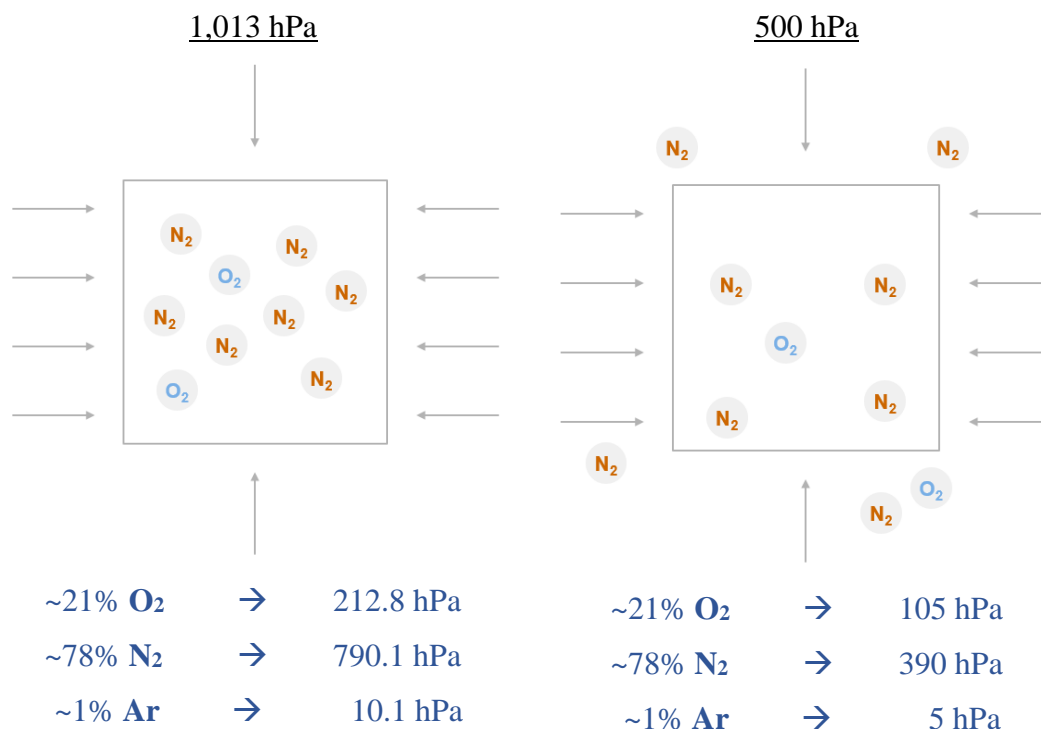 1,013 hPa
N₂
N₂
O₂
N₂
N₂
N₂
N₂
N₂
O₂
~21% O₂ → 212.8 hPa
~78% N₂ → 790.1 hPa
~1% Ar → 10.1 hPa
500 hPa
N₂
N₂
N₂
N₂
O₂
N₂
N₂
N₂
O₂
N₂
~21% O₂ → 105 hPa
~78% N₂ → 390 hPa
~1% Ar → 5 hPa